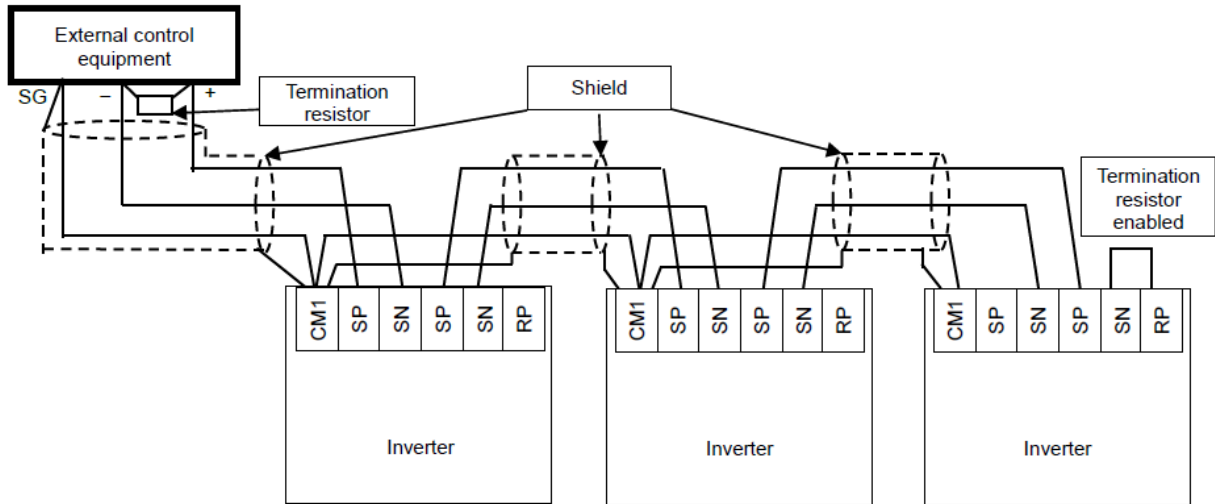 External control
equipment
SG
–
+
Termination
resistor
Shield
Termination
resistor
enabled
CM1
SP
SN
SP
SN
RP
CM1
SP
SN
SP
SN
RP
CM1
SP
SN
SP
SN
RP
Inverter
Inverter
Inverter